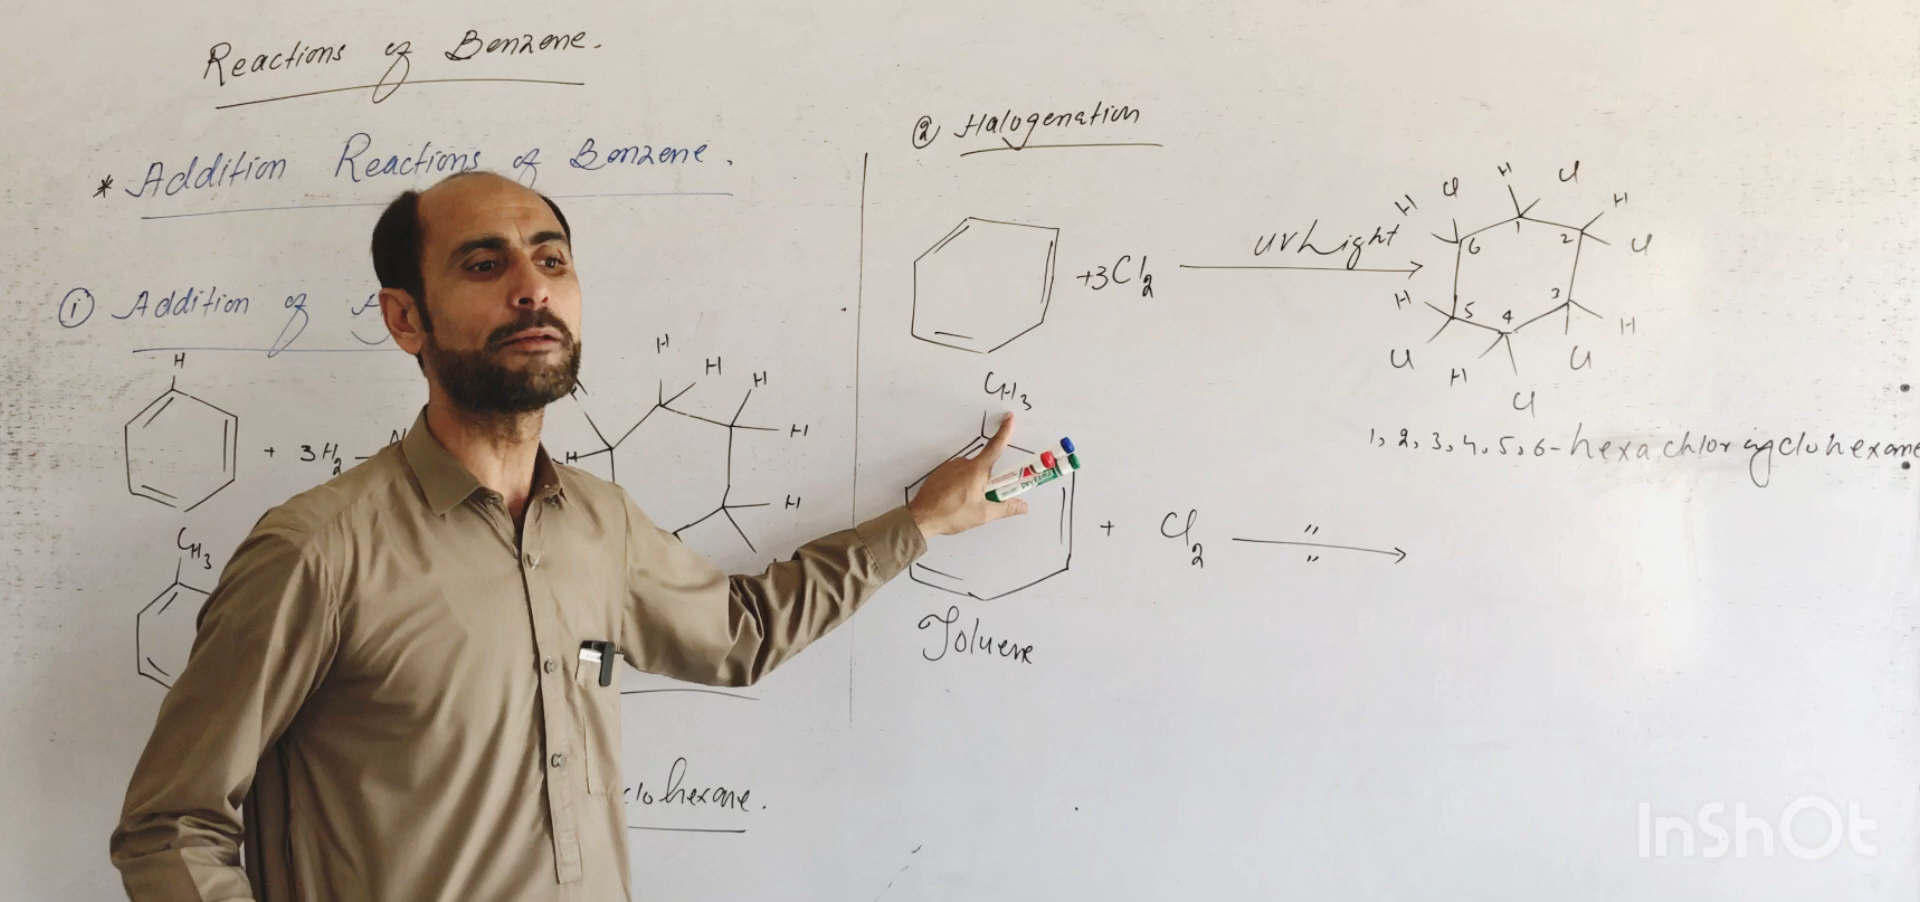 Reactions of Benzene.
* Addition Reactions of Benzene.
① Addition of
H
+ 3H2
H
H
H
H
H
H
CH3
clohexane.
② Halogenation
+3Cl2
UV Light
H
Cl
H
Cl
H
Cl
H
Cl
H
Cl
H
Cl
1
2
3
4
5
6
1, 2, 3, 4, 5, 6-hexachlorocyclohexane
CH3
+ Cl2
" "
Toluene
InShOt